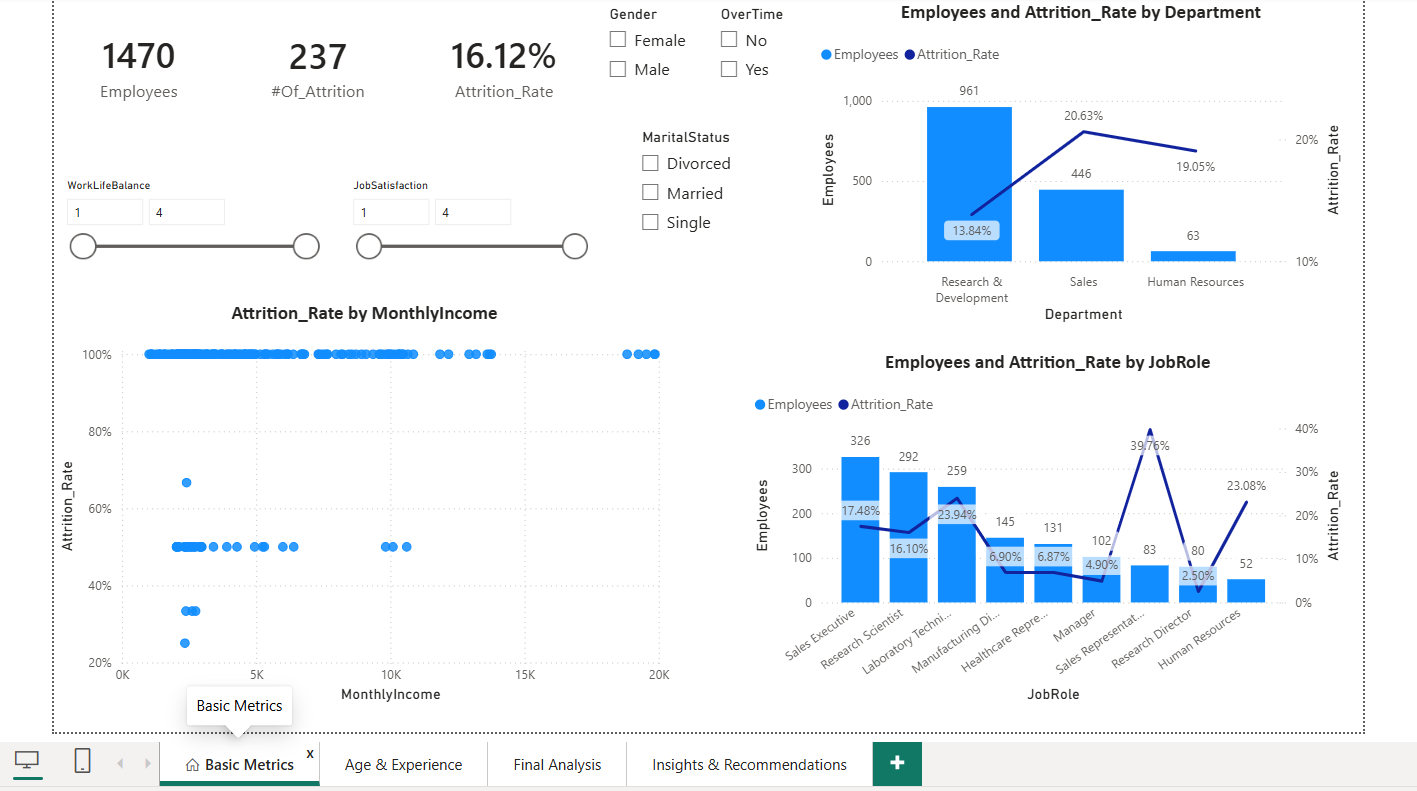 1470
Employees
237
#Of_Attrition
16.12%
Attrition_Rate
Gender
Female
Male
OverTime
No
Yes
MaritalStatus
Divorced
Married
Single
WorkLifeBalance
1 4
JobSatisfaction
1 4
Employees and Attrition_Rate by Department
Employees Attrition_Rate
Employees
1,000
500
0
961
446
63
13.84%
20.63%
19.05%
20%
10%
Attrition_Rate
Research &
Development
Sales
Human Resources
Department
Attrition_Rate by MonthlyIncome
Attrition_Rate
100%
80%
60%
40%
20%
0K 5K 10K 15K 20K
MonthlyIncome
Employees and Attrition_Rate by JobRole
Employees Attrition_Rate
Employees
300
200
100
0
326
292
259
145
131
102
83
80
52
17.48%
16.10%
23.94%
6.90%
6.87%
4.90%
39.76%
2.50%
23.08%
40%
30%
20%
10%
0%
Attrition_Rate
Sales Executive
Research Scientist
Laboratory Techni...
Manufacturing Di...
Healthcare Repre...
Manager
Sales Representat...
Research Director
Human Resources
JobRole
Basic Metrics
Basic Metrics x
Age & Experience
Final Analysis
Insights & Recommendations
+